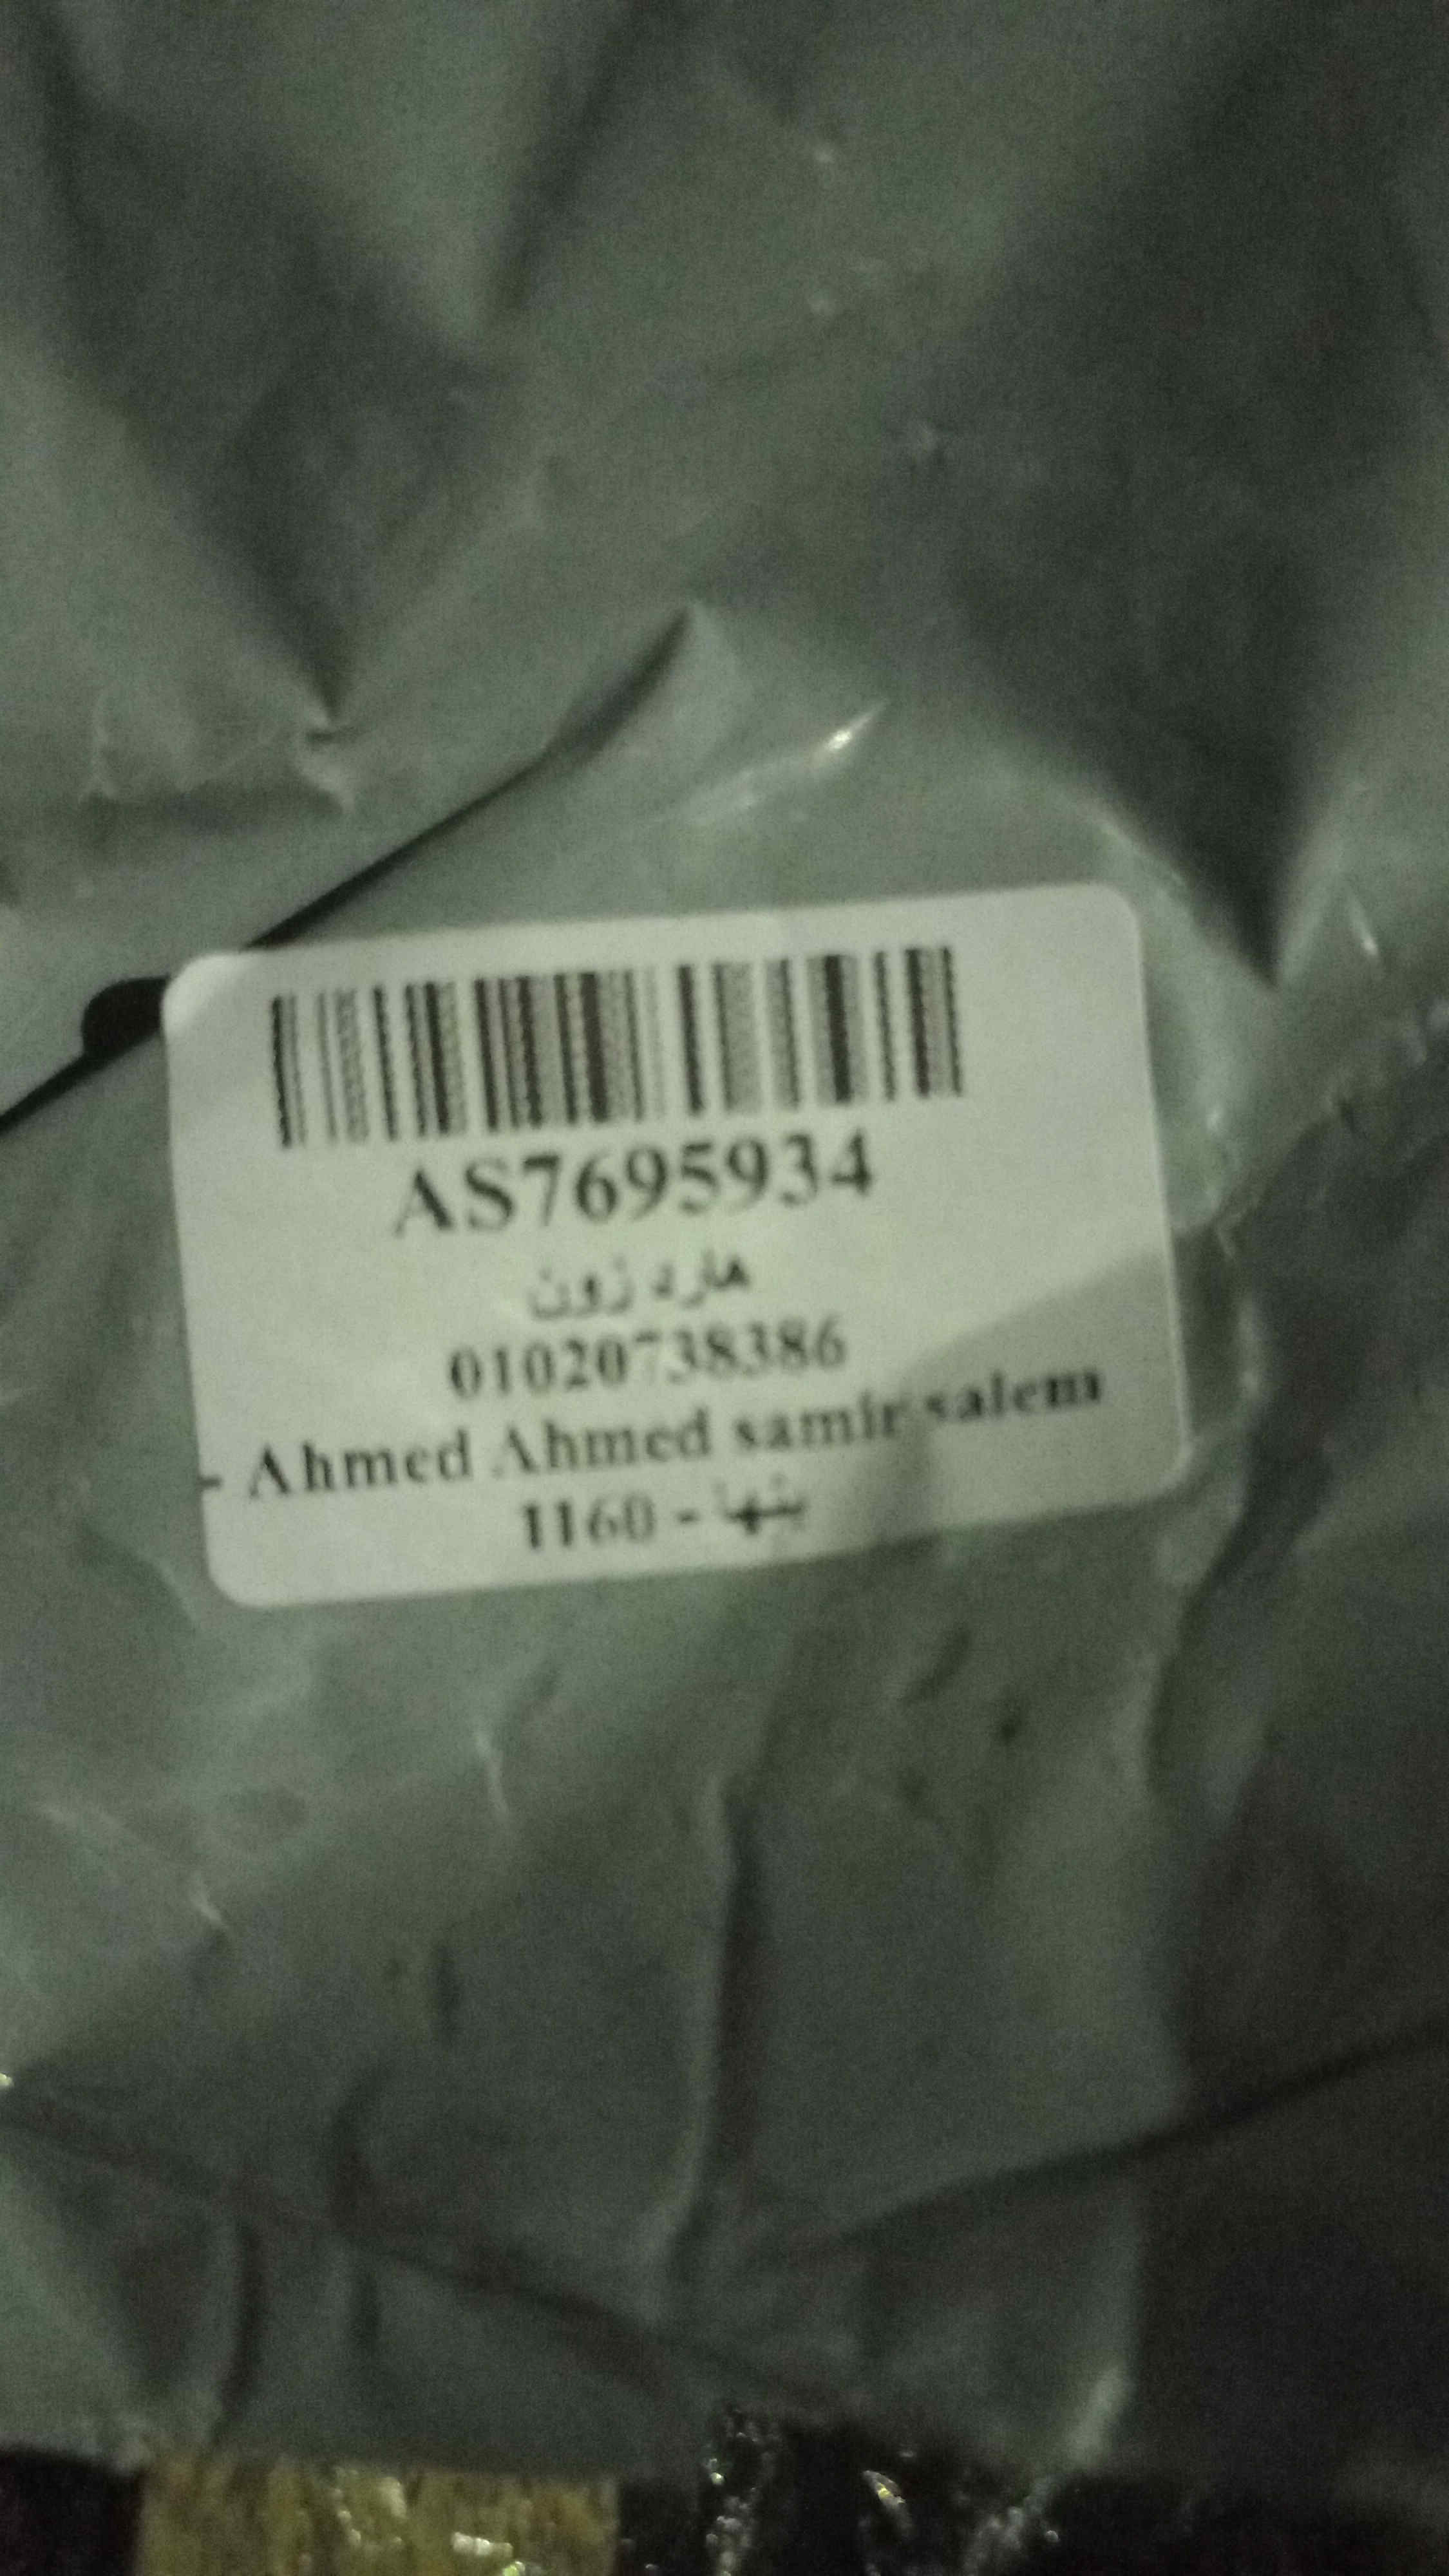 AS7695934
هارد زون
01020738386
- Ahmed Ahmed samir salem
1160 - بنها